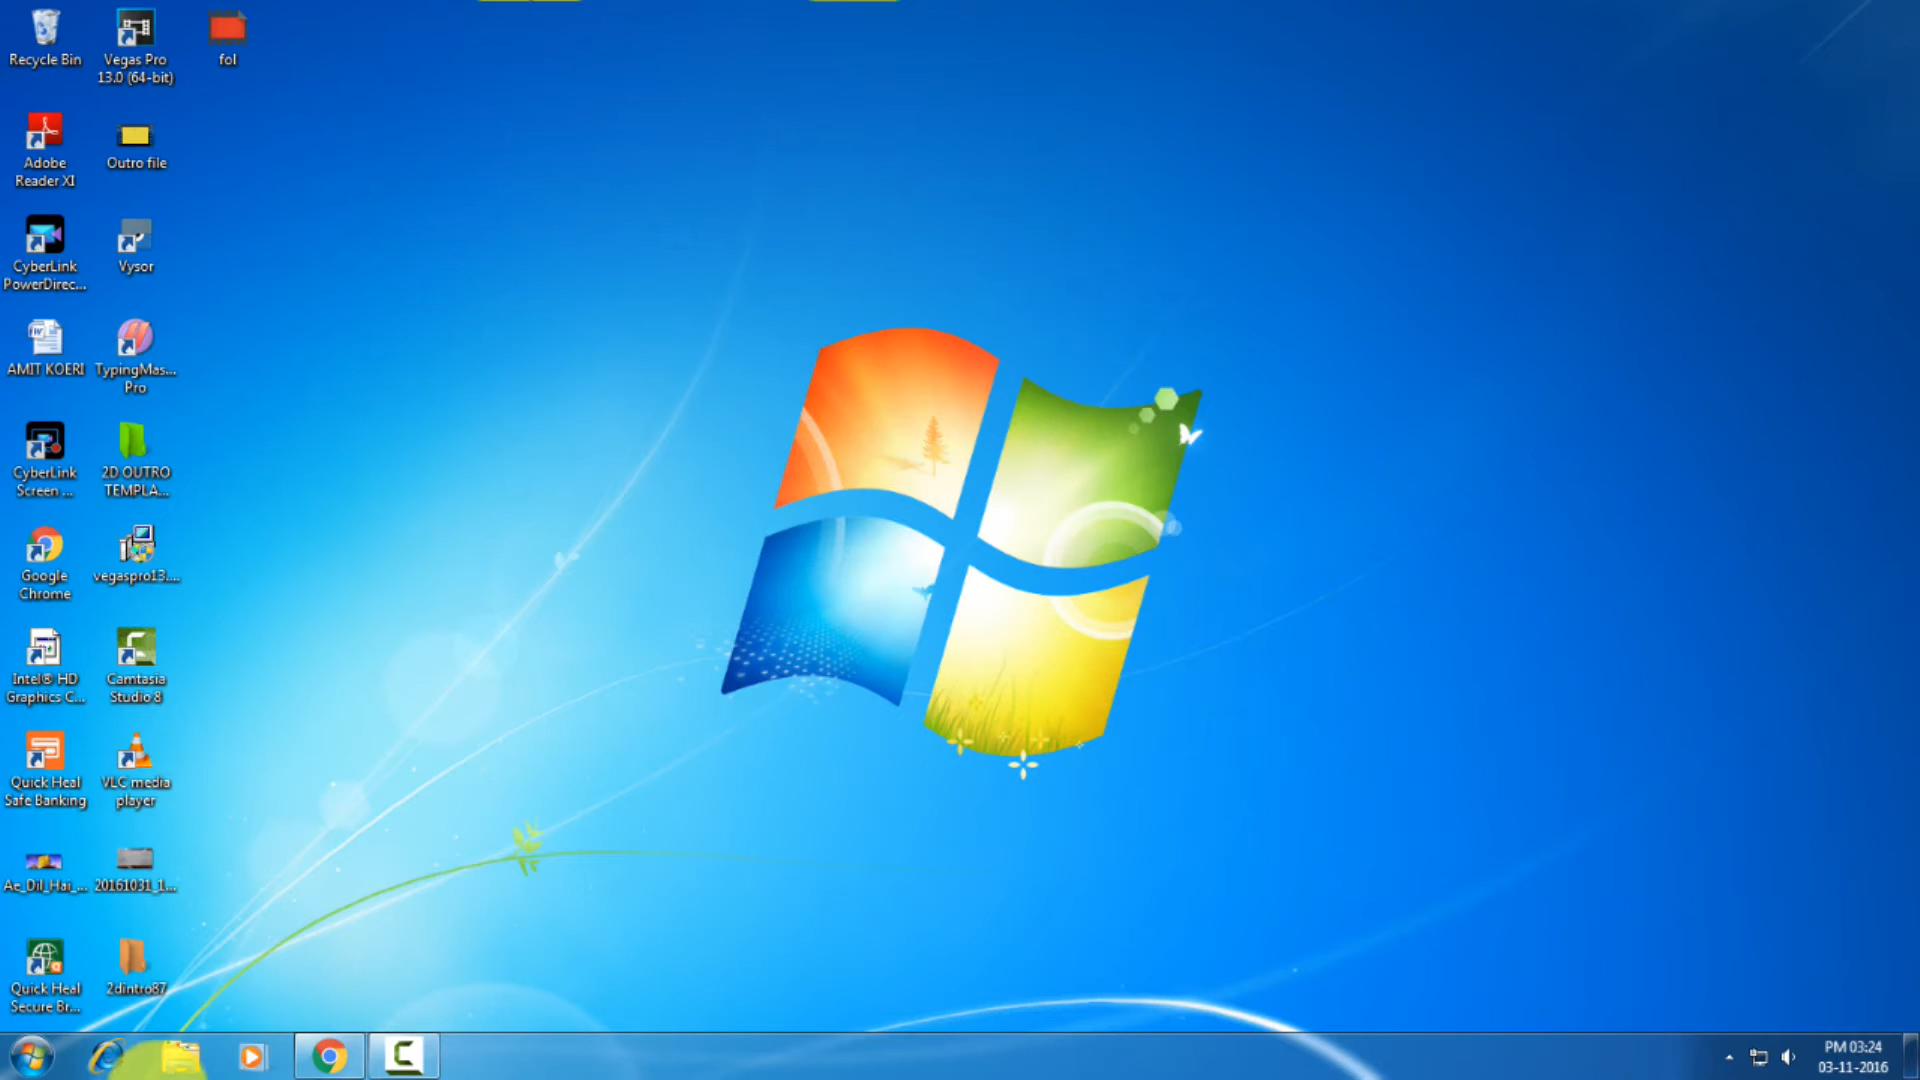 Recycle Bin
Vegas Pro
13.0 (64-bit)
fol
Adobe
Reader XI
Outro file
CyberLink
PowerDirec...
Vysor
AMIT KOERI
TypingMas...
Pro
CyberLink
Screen ...
2D OUTRO
TEMPLA...
Google
Chrome
vegaspro13....
Intel® HD
Graphics C...
Camtasia
Studio 8
Quick Heal
Safe Banking
VLC media
player
Ae_Dil_Hai_...
20161031_1...
Quick Heal
Secure Br...
2dintro87
PM 03:24
03-11-2016